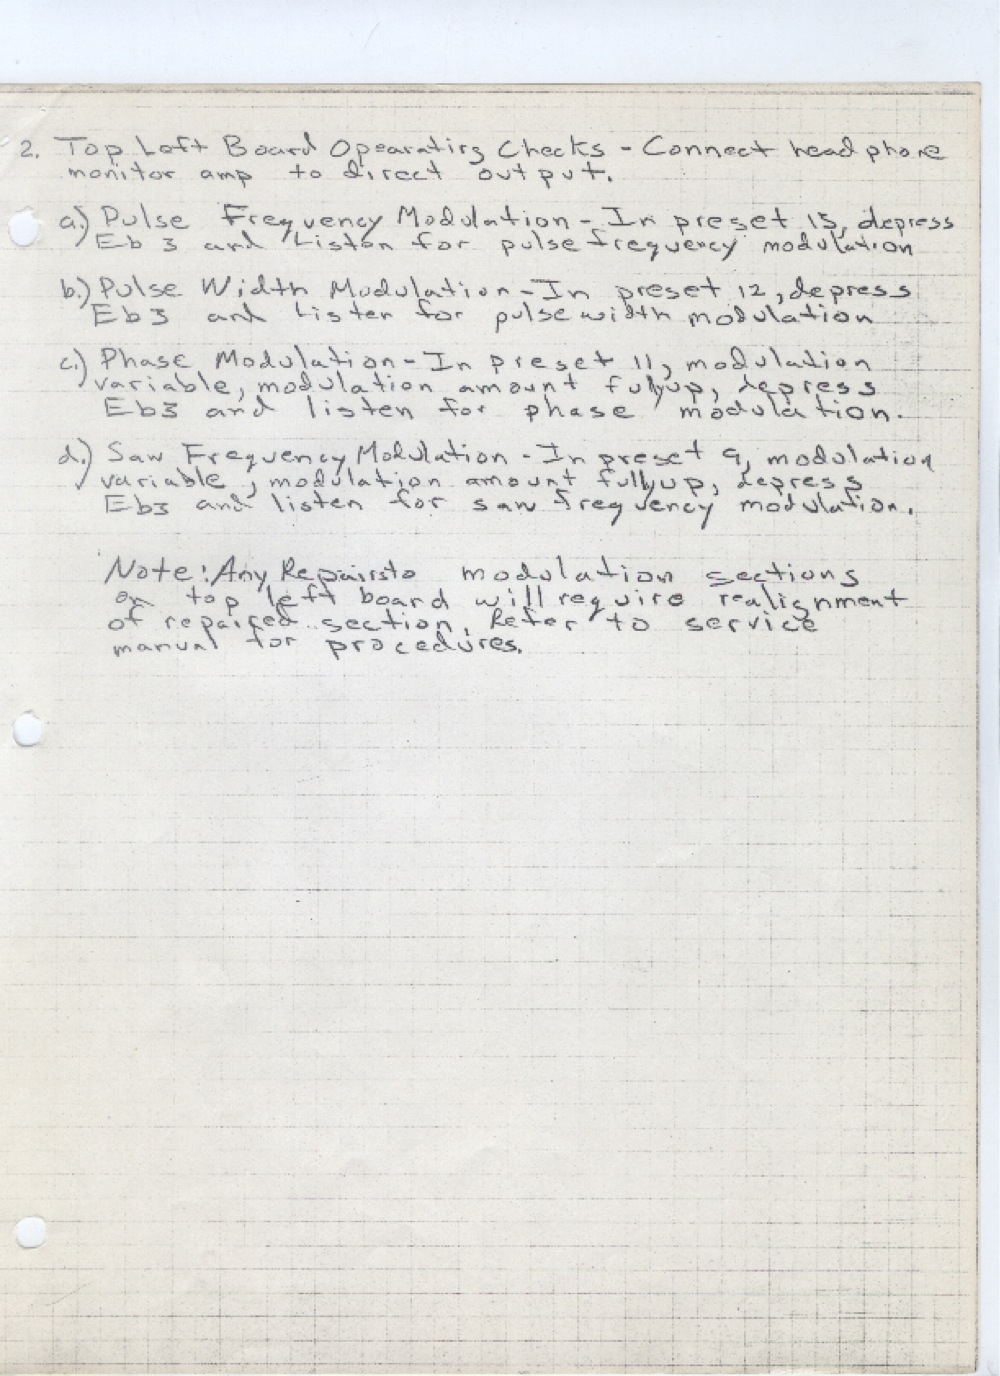 2. Top Left Board Opearating Checks - Connect head phone
monitor amp to direct output.
a.) Pulse Frequency Modulation - In preset 15, depress
Eb 3 and Listen for pulse frequency modulation
b.) Pulse Width Modulation - In preset 12, depress
Eb3 and Listen for pulse width modulation
c.) Phase Modulation - In preset 11, modulation
variable, modulation amount fully up, depress
Eb3 and listen for phase modulation.
d.) Saw Frequency Modulation - In preset 9, modulation
variable, modulation amount fully up, depress
Eb3 and listen for saw frequency modulation.
Note: Any Repairs to modulation sections
on top left board will require realignment
of repaired section. Refer to service
manual for procedures.